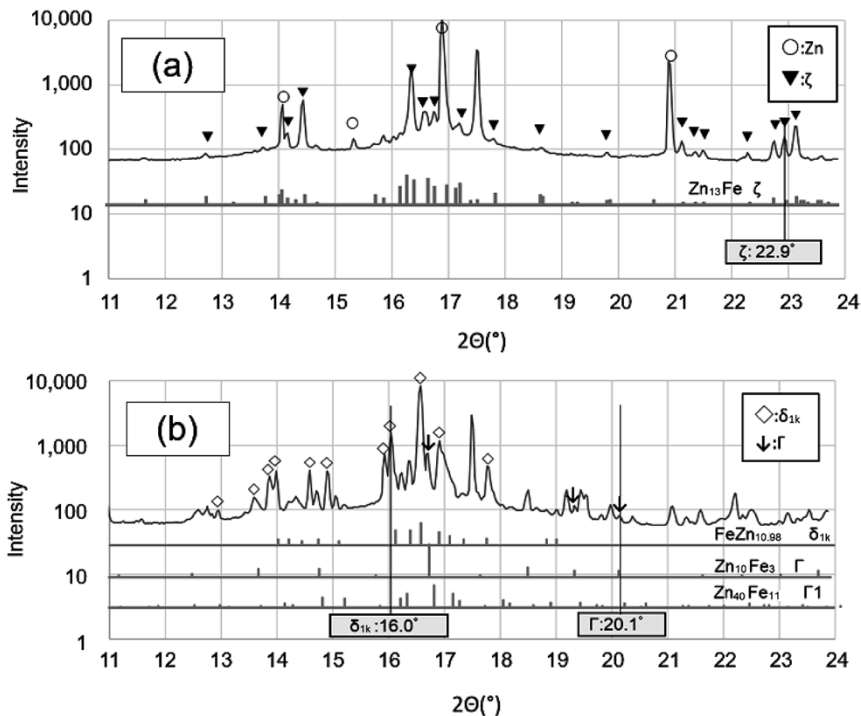 10,000
(a)
○:Zn
▼:ζ
1,000
Intensity
100
Zn13Fe ζ
10
ζ: 22.9°
1
11 12 13 14 15 16 17 18 19 20 21 22 23 24
2Θ(°)
10,000
(b)
◇:δ1k
↓:Γ
1,000
Intensity
100
FeZn10.98 δ1k
Zn10Fe3 Γ
10
Zn40Fe11 Γ1
δ1k:16.0°
Γ:20.1°
1
11 12 13 14 15 16 17 18 19 20 21 22 23 24
2Θ(°)